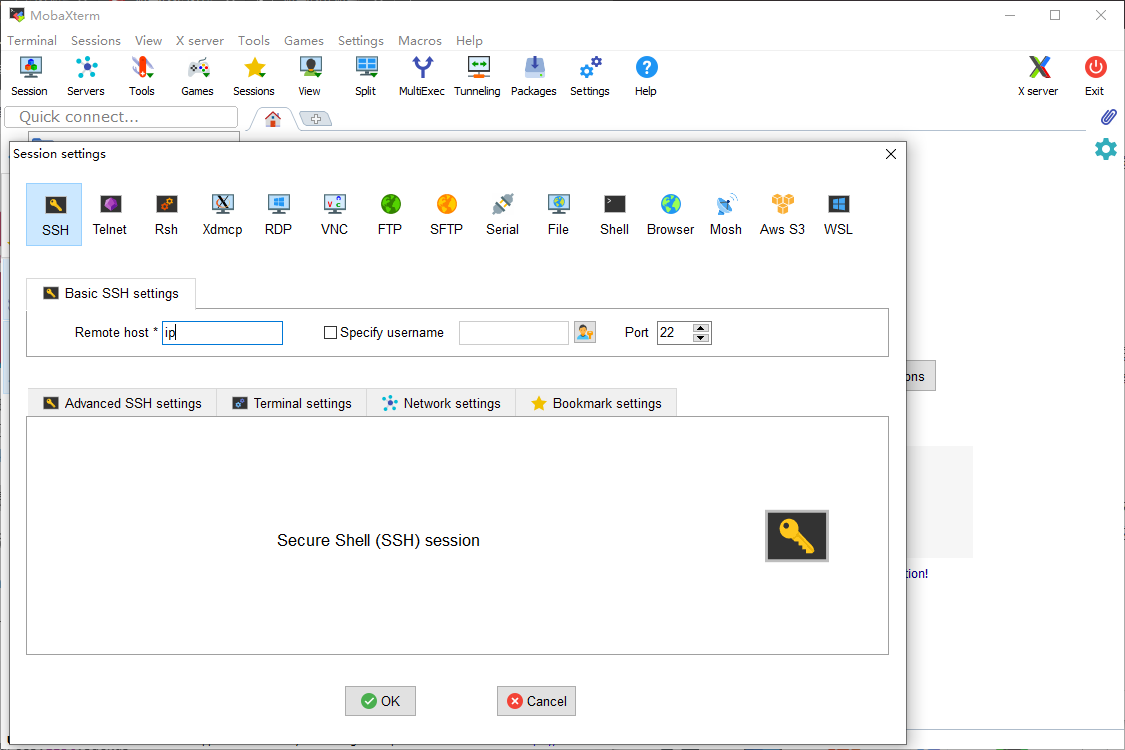 MobaXterm
Terminal Sessions View X server Tools Games Settings Macros Help
Session Servers Tools Games Sessions View Split MultiExec Tunneling Packages Settings Help X server Exit
Quick connect...
Session settings
SSH Telnet Rsh Xdmcp RDP VNC FTP SFTP Serial File Shell Browser Mosh Aws S3 WSL
Basic SSH settings
Remote host * ip Specify username Port 22
ons
Advanced SSH settings Terminal settings Network settings Bookmark settings
Secure Shell (SSH) session
tion!
OK Cancel